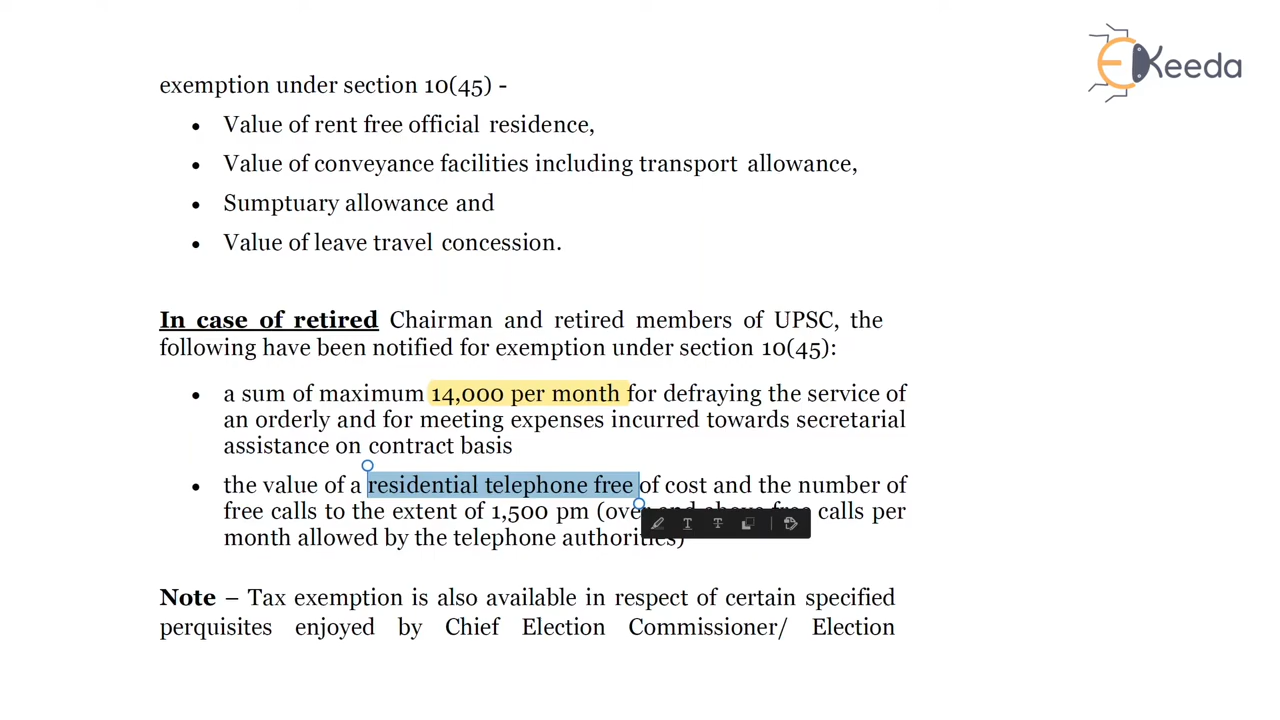 EKeeda
exemption under section 10(45) -
• Value of rent free official residence,
• Value of conveyance facilities including transport allowance,
• Sumptuary allowance and
• Value of leave travel concession.
In case of retired Chairman and retired members of UPSC, the
following have been notified for exemption under section 10(45):
• a sum of maximum 14,000 per month for defraying the service of
an orderly and for meeting expenses incurred towards secretarial
assistance on contract basis
• the value of a residential telephone free of cost and the number of
free calls to the extent of 1,500 pm (over and above free calls per
month allowed by the telephone authorities)
Note – Tax exemption is also available in respect of certain specified
perquisites enjoyed by Chief Election Commissioner/ Election